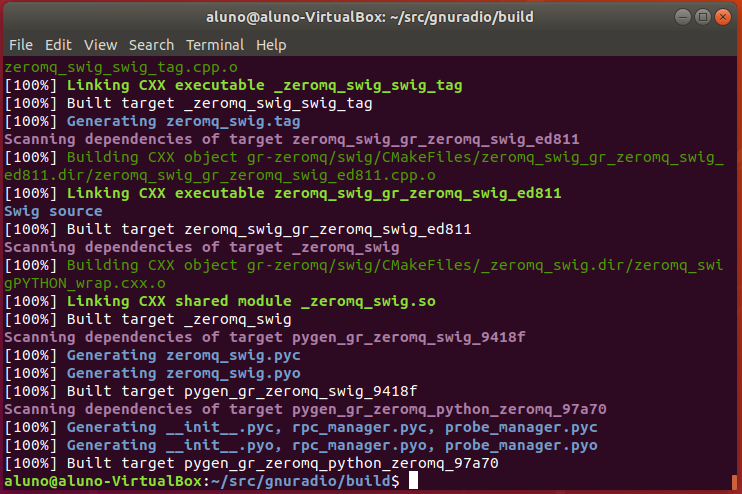 aluno@aluno-VirtualBox: ~/src/gnuradio/build
File Edit View Search Terminal Help
zeromq_swig_swig_tag.cpp.o
[100%] Linking CXX executable _zeromq_swig_swig_tag
[100%] Built target _zeromq_swig_swig_tag
[100%] Generating zeromq_swig.tag
Scanning dependencies of target zeromq_swig_gr_zeromq_swig_ed811
[100%] Building CXX object gr-zeromq/swig/CMakeFiles/zeromq_swig_gr_zeromq_swig_
ed811.dir/zeromq_swig_gr_zeromq_swig_ed811.cpp.o
[100%] Linking CXX executable zeromq_swig_gr_zeromq_swig_ed811
Swig source
[100%] Built target zeromq_swig_gr_zeromq_swig_ed811
Scanning dependencies of target _zeromq_swig
[100%] Building CXX object gr-zeromq/swig/CMakeFiles/_zeromq_swig.dir/zeromq_swi
gPYTHON_wrap.cxx.o
[100%] Linking CXX shared module _zeromq_swig.so
[100%] Built target _zeromq_swig
Scanning dependencies of target pygen_gr_zeromq_swig_9418f
[100%] Generating zeromq_swig.pyc
[100%] Generating zeromq_swig.pyo
[100%] Built target pygen_gr_zeromq_swig_9418f
Scanning dependencies of target pygen_gr_zeromq_python_zeromq_97a70
[100%] Generating __init__.pyc, rpc_manager.pyc, probe_manager.pyc
[100%] Generating __init__.pyo, rpc_manager.pyo, probe_manager.pyo
[100%] Built target pygen_gr_zeromq_python_zeromq_97a70
aluno@aluno-VirtualBox:~/src/gnuradio/build$